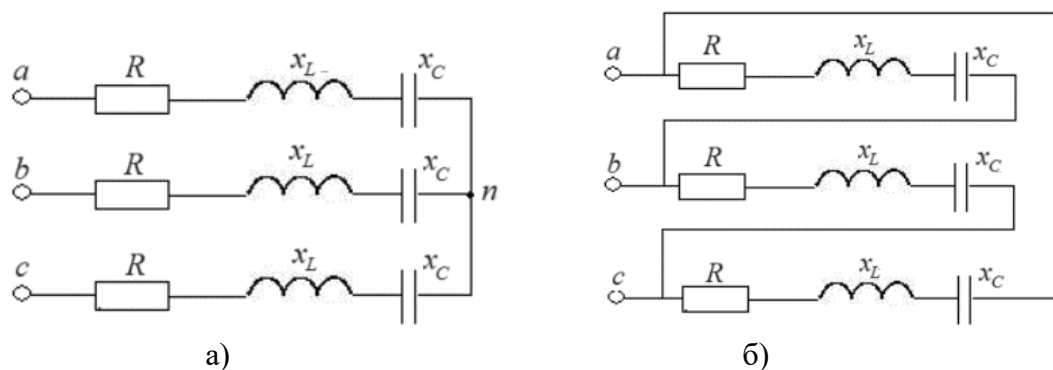 a R x_L x_C
b R x_L x_C n
c R x_L x_C
а)
a R x_L x_C
b R x_L x_C
c R x_L x_C
б)